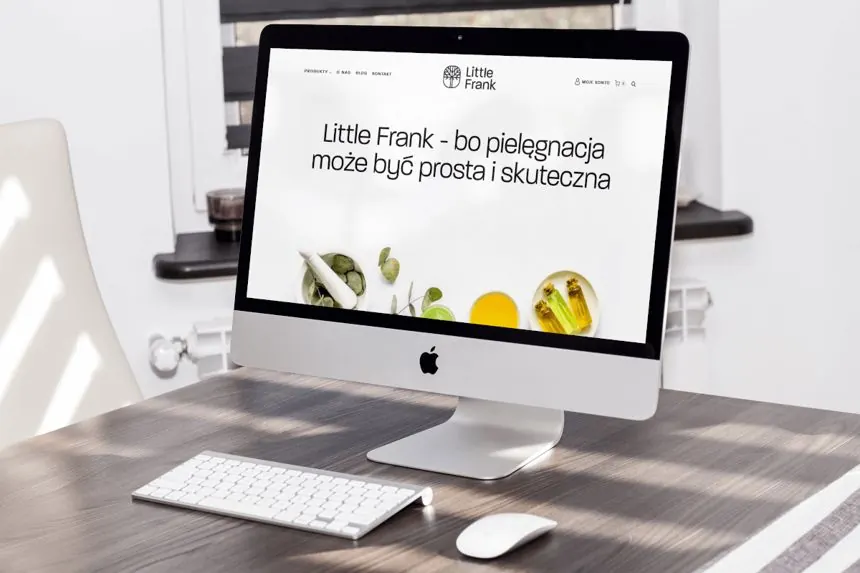 PRODUKTY O NAS BLOG KONTAKT
Little
Frank
MOJE KONTO
Little Frank - bo pielęgnacja
może być prosta i skuteczna